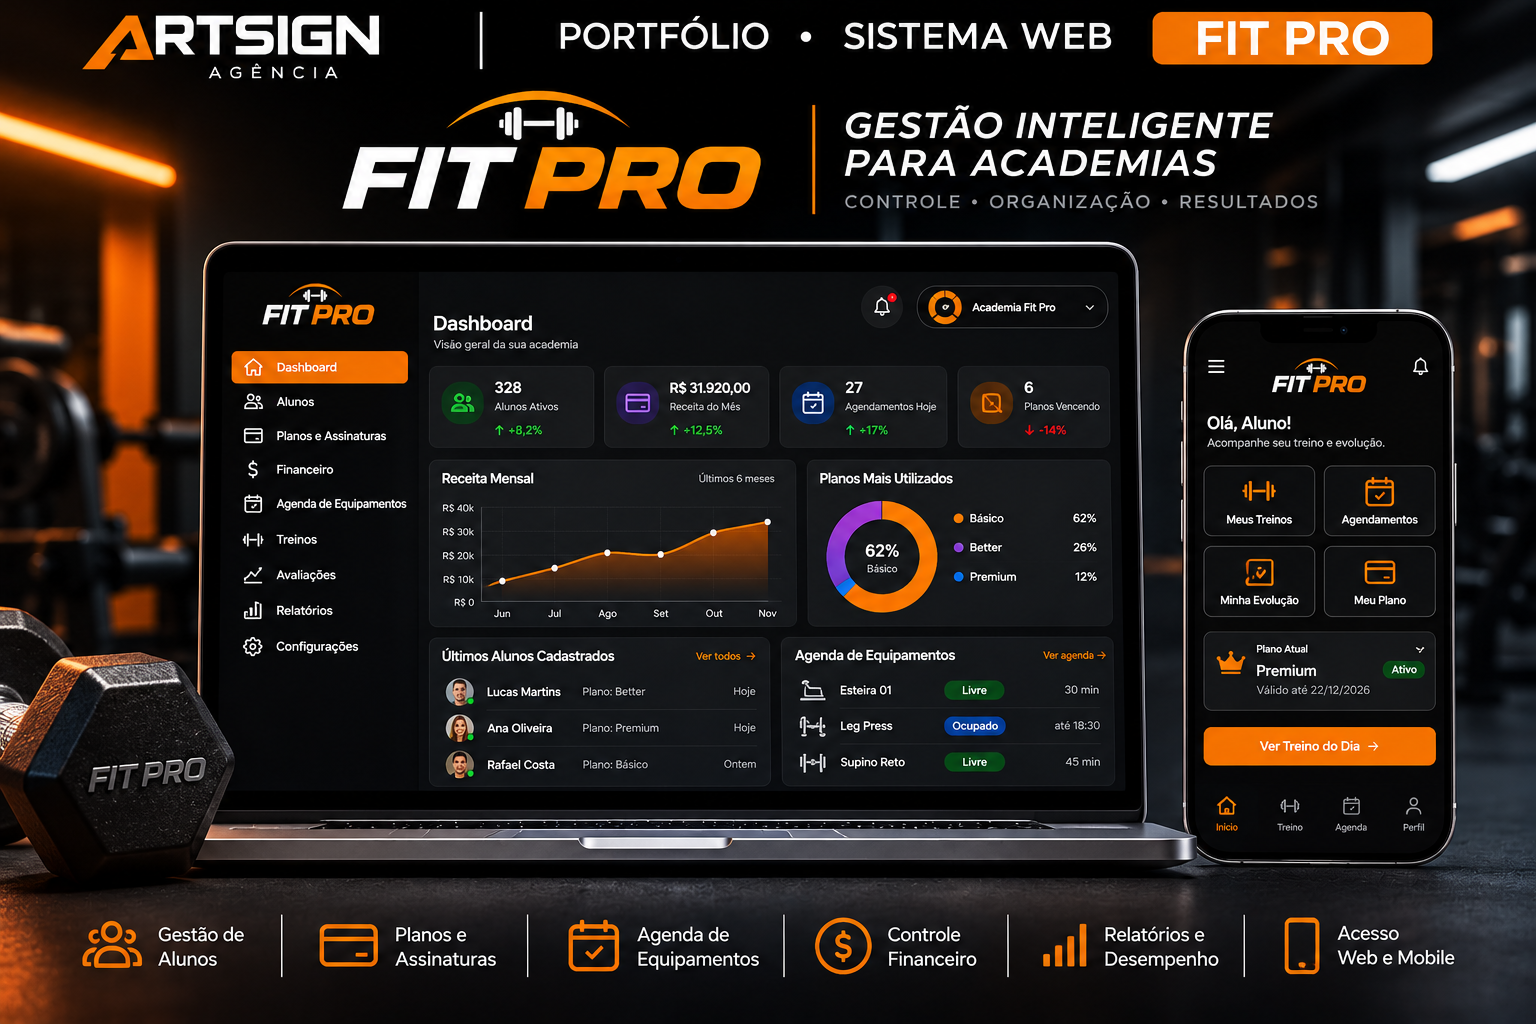 ARTSIGN
AGÊNCIA
PORTFÓLIO • SISTEMA WEB
FIT PRO
FIT PRO
GESTÃO INTELIGENTE
PARA ACADEMIAS
CONTROLE • ORGANIZAÇÃO • RESULTADOS
FIT PRO
Dashboard
Alunos
Planos e Assinaturas
Financeiro
Agenda de Equipamentos
Treinos
Avaliações
Relatórios
Configurações
Dashboard
Visão geral da sua academia
Academia Fit Pro
328
Alunos Ativos
↑ +8,2%
R$ 31.920,00
Receita do Mês
↑ +12,5%
27
Agendamentos Hoje
↑ +17%
6
Planos Vencendo
↓ -14%
Receita Mensal
Últimos 6 meses
R$ 40k
R$ 30k
R$ 20k
R$ 10k
R$ 0
Jun Jul Ago Set Out Nov
Planos Mais Utilizados
62%
Básico
Básico 62%
Better 26%
Premium 12%
Últimos Alunos Cadastrados
Ver todos →
Lucas Martins Plano: Better Hoje
Ana Oliveira Plano: Premium Hoje
Rafael Costa Plano: Básico Ontem
Agenda de Equipamentos
Ver agenda →
Esteira 01 Livre 30 min
Leg Press Ocupado até 18:30
Supino Reto Livre 45 min
FIT PRO
Olá, Aluno!
Acompanhe seu treino e evolução.
Meus Treinos
Agendamentos
Minha Evolução
Meu Plano
Plano Atual
Premium
Ativo
Válido até 22/12/2026
Ver Treino do Dia →
Início Treino Agenda Perfil
FIT PRO
Gestão de
Alunos
Planos e
Assinaturas
Agenda de
Equipamentos
Controle
Financeiro
Relatórios e
Desempenho
Acesso
Web e Mobile